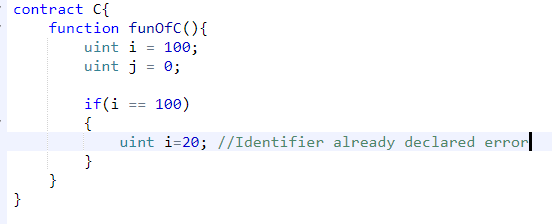 contract C{
function funOfC(){
uint i = 100;
uint j = 0;
if(i == 100)
{
uint i=20; //Identifier already declared error
}
}
}